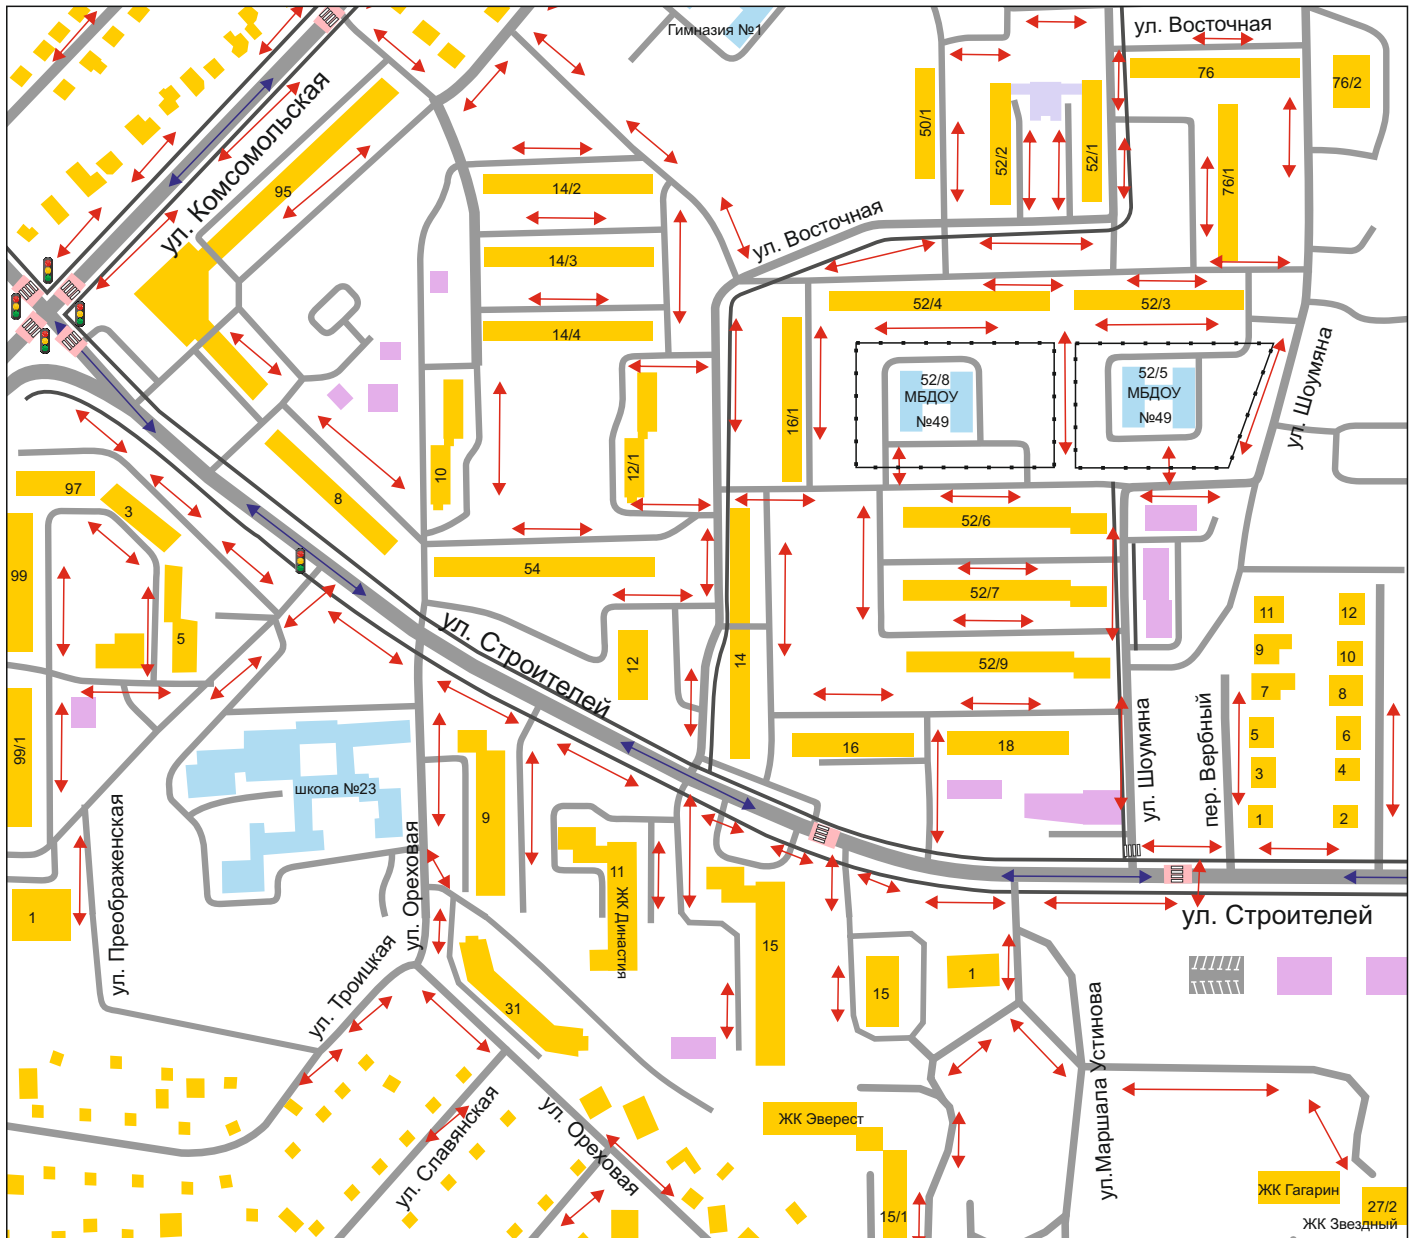 Гимназия №1
ул. Восточная
76
76/2
ул. Комсомольская
95
50/1
52/2
52/1
76/1
14/2
ул. Восточная
14/3
14/4
52/4
52/3
ул. Шоумяна
52/8
МБДОУ
№49
52/5
МБДОУ
№49
16/1
10
12/1
97
3
8
99
52/6
54
52/7
5
ул. Строителей
12
14
52/9
11
12
9
10
7
8
5
6
3
4
1
2
99/1
16
18
ул. Шоумяна
пер. Вербный
школа №23
9
ул. Преображенская
ул. Ореховая
11
ЖК Династия
1
15
ул. Строителей
ул. Троицкая
31
15
1
ул.Маршала Устинова
ул. Славянская
ул. Ореховая
ЖК Эверест
15/1
ЖК Гагарин
27/2
ЖК Звездный